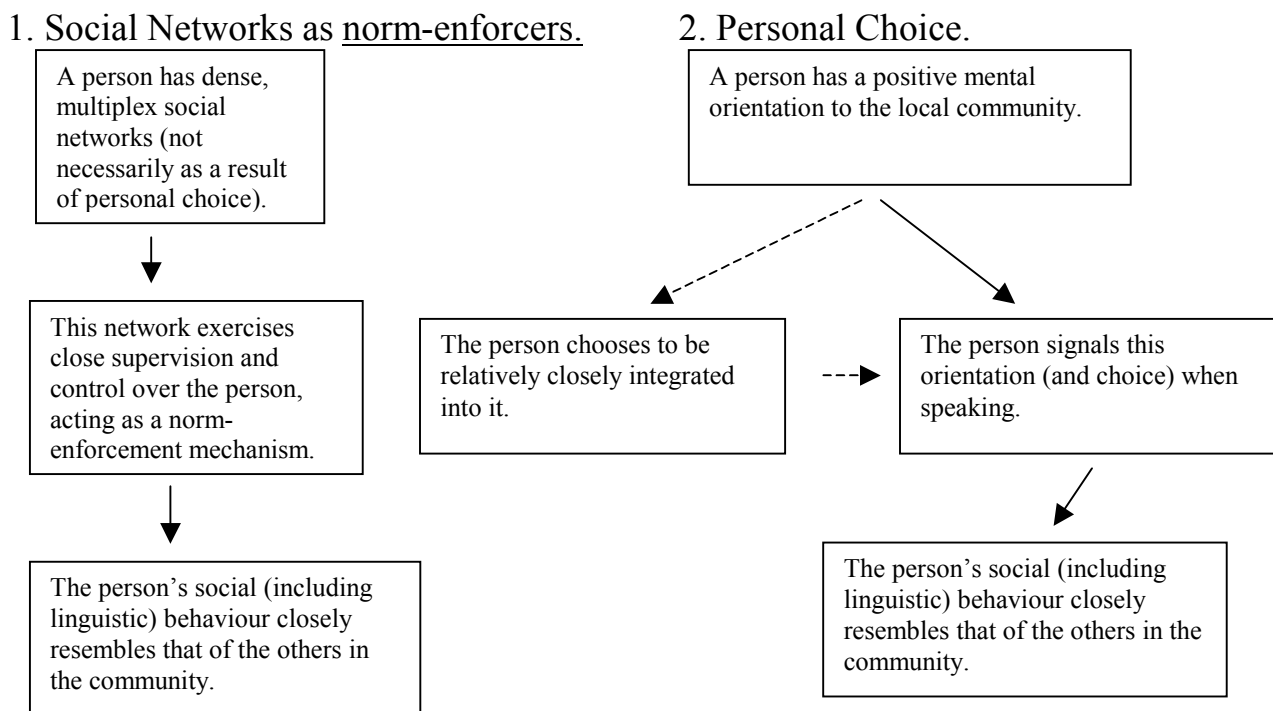 1. Social Networks as norm-enforcers.
A person has dense,
multiplex social
networks (not
necessarily as a result
of personal choice).
This network exercises
close supervision and
control over the person,
acting as a norm-
enforcement mechanism.
The person’s social (including
linguistic) behaviour closely
resembles that of the others in
the community.
2. Personal Choice.
A person has a positive mental
orientation to the local community.
The person chooses to be
relatively closely integrated
into it.
The person signals this
orientation (and choice) when
speaking.
The person’s social (including
linguistic) behaviour closely
resembles that of the others in the
community.